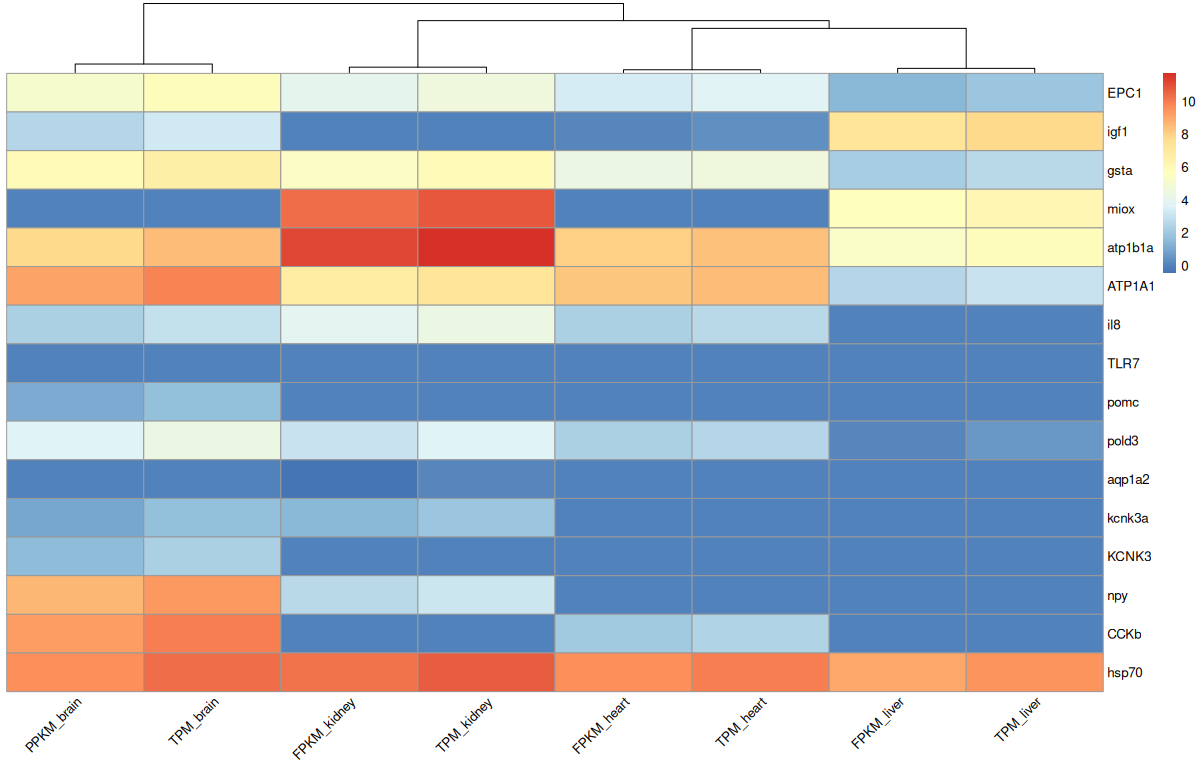 EPC1
igf1
gsta
miox
atp1b1a
ATP1A1
il8
TLR7
pomc
pold3
aqp1a2
kcnk3a
KCNK3
npy
CCKb
hsp70
10
8
6
4
2
0
PPKM_brain
TPM_brain
FPKM_kidney
TPM_kidney
FPKM_heart
TPM_heart
FPKM_liver
TPM_liver